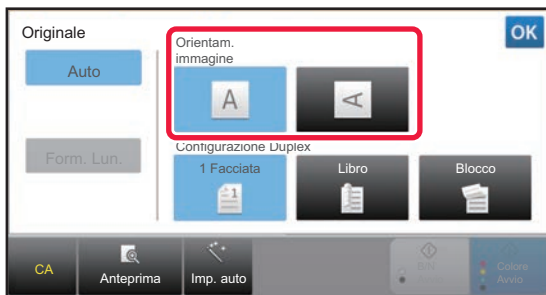 Originale
OK
Auto
Form. Lun.
Orientam.
immagine
A
A
Configurazione Duplex
1 Facciata
Libro
Blocco
1
CA
Anteprima
Imp. auto
Colore
Avvio